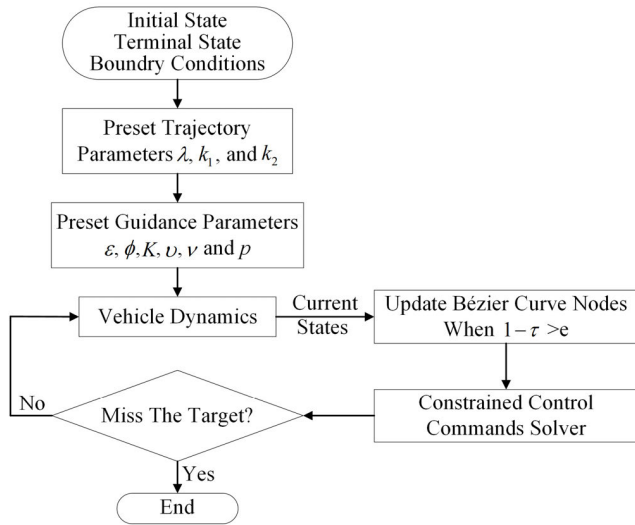 Initial State
Terminal State
Boundry Conditions
Preset Trajectory
Parameters λ, k₁, and k₂
Preset Guidance Parameters
ε, ϕ, K, υ, ν and p
Vehicle Dynamics
Current
States
Update Bézier Curve Nodes
When 1−τ >e
Constrained Control
Commands Solver
Miss The Target?
No
Yes
End